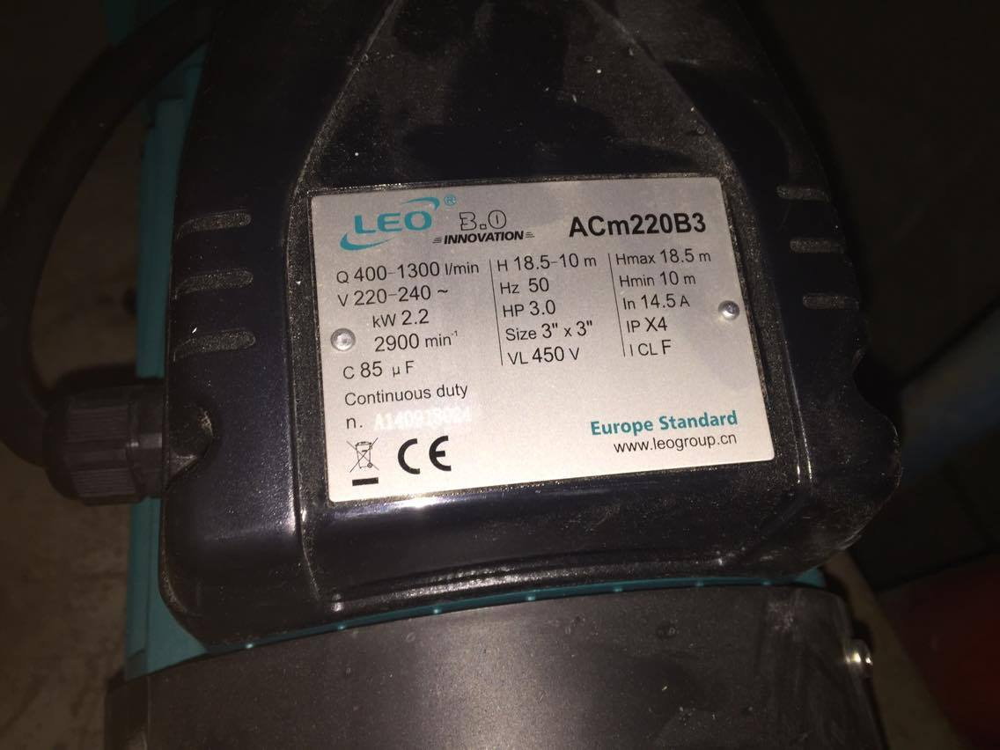 LEO® 3.0 INNOVATION ACm220B3
Q 400-1300 l/min H 18.5-10 m Hmax 18.5 m
V 220-240 ~ Hz 50 Hmin 10 m
kW 2.2 HP 3.0 In 14.5 A
2900 min⁻¹ Size 3" x 3" IP X4
C 85 µF VL 450 V I CL F
Continuous duty
n. Europe Standard
CE www.leogroup.cn